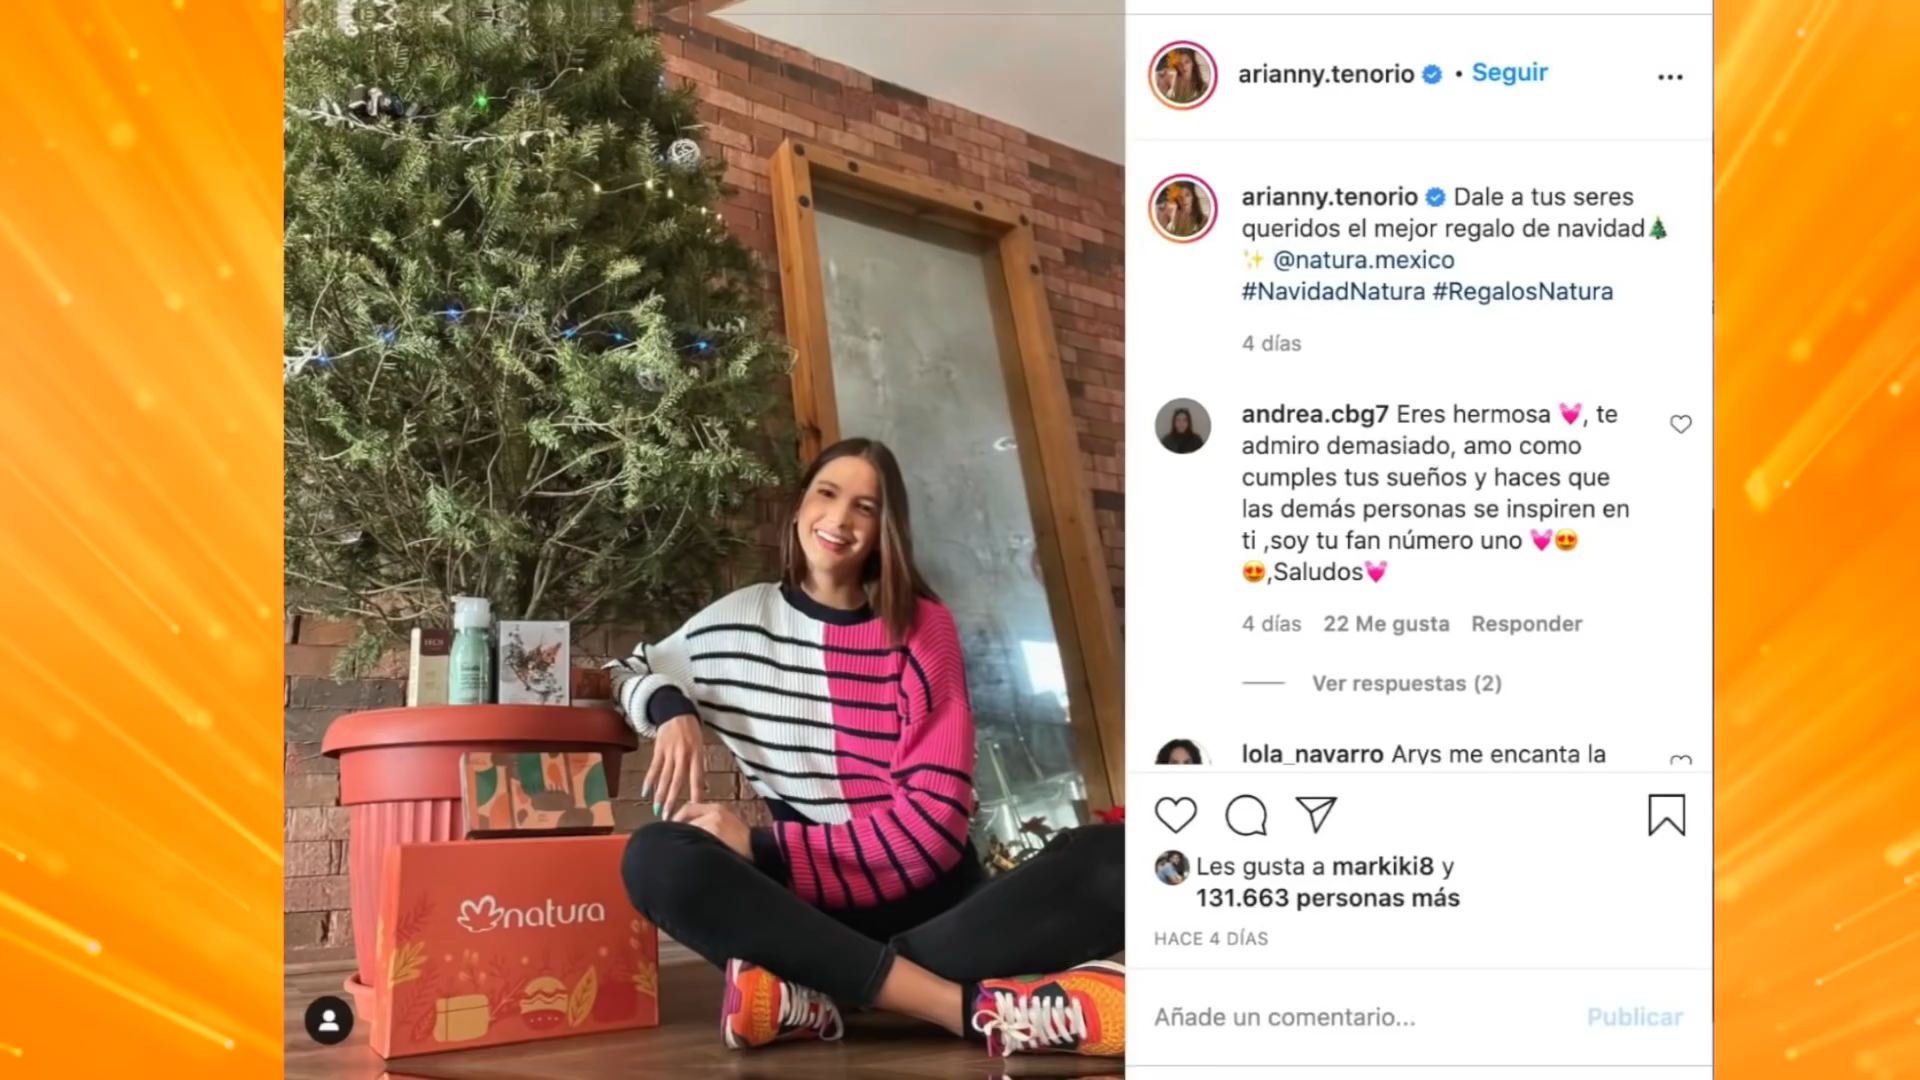 arianny.tenorio • Seguir
arianny.tenorio Dale a tus seres
queridos el mejor regalo de navidad🎄
✨ @natura.mexico
#NavidadNatura #RegalosNatura
4 días
andrea.cbg7 Eres hermosa 💓, te
admiro demasiado, amo como
cumples tus sueños y haces que
las demás personas se inspiren en
ti ,soy tu fan número uno 💓😍
😍,Saludos💓
4 días 22 Me gusta Responder
Ver respuestas (2)
lola_navarro Arys me encanta la
Les gusta a markiki8 y
131.663 personas más
HACE 4 DÍAS
Añade un comentario... Publicar
natura